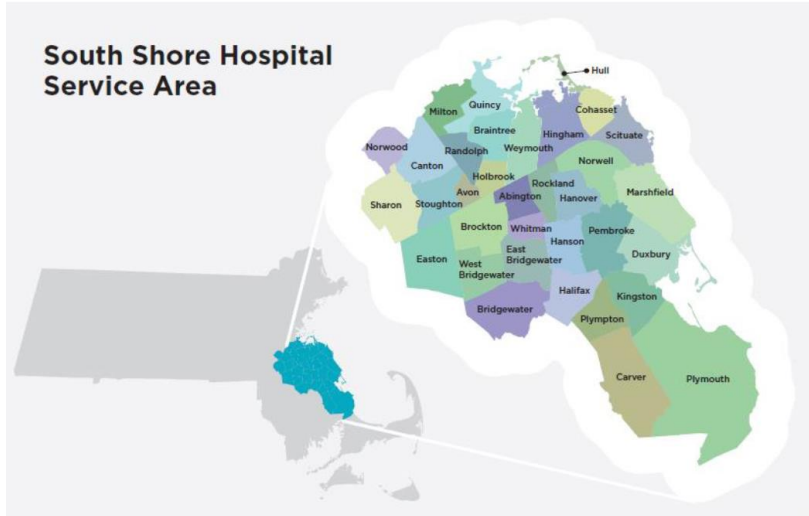 South Shore Hospital
Service Area
Hull
Cohasset
Quincy
Milton
Braintree
Hingham
Scituate
Norwood
Randolph
Weymouth
Canton
Norwell
Holbrook
Rockland
Avon
Abington
Hanover
Marshfield
Sharon
Stoughton
Brockton
Whitman
Pembroke
Hanson
Easton
East
Bridgewater
Duxbury
West
Bridgewater
Halifax
Kingston
Bridgewater
Plympton
Carver
Plymouth